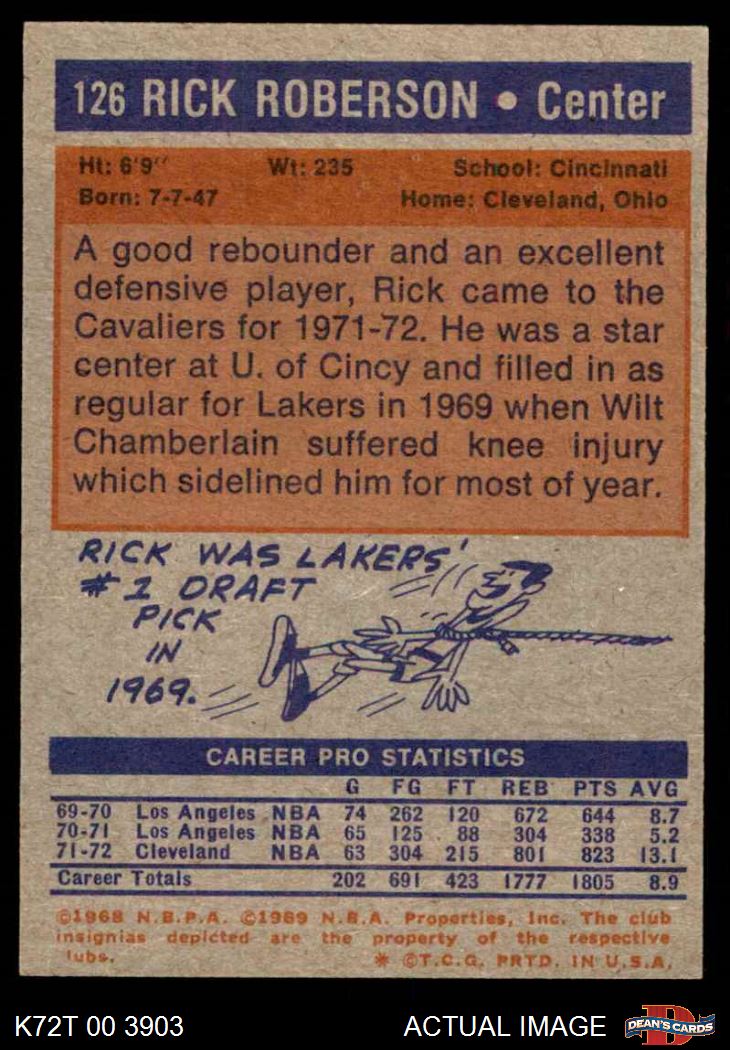 126 RICK ROBERSON • Center
Ht: 6'9'' Wt: 235 School: Cincinnati
Born: 7-7-47 Home: Cleveland, Ohio
A good rebounder and an excellent
defensive player, Rick came to the
Cavaliers for 1971-72. He was a star
center at U. of Cincy and filled in as
regular for Lakers in 1969 when Wilt
Chamberlain suffered knee injury
which sidelined him for most of year.
RICK WAS LAKERS'
#1 DRAFT
PICK
IN
1969.
CAREER PRO STATISTICS
G FG FT REB PTS AVG
69-70 Los Angeles NBA 74 262 120 672 644 8.7
70-71 Los Angeles NBA 65 125 88 304 338 5.2
71-72 Cleveland NBA 63 304 215 801 823 13.1
Career Totals 202 691 423 1777 1805 8.9
©1968 N.B.P.A. ©1969 N.B.A. Properties, Inc. The club
insignias depicted are the property of the respective
lubs. * ©T.C.G. PRTD. IN U.S.A.
K72T 00 3903 ACTUAL IMAGE DEAN'S CARDS